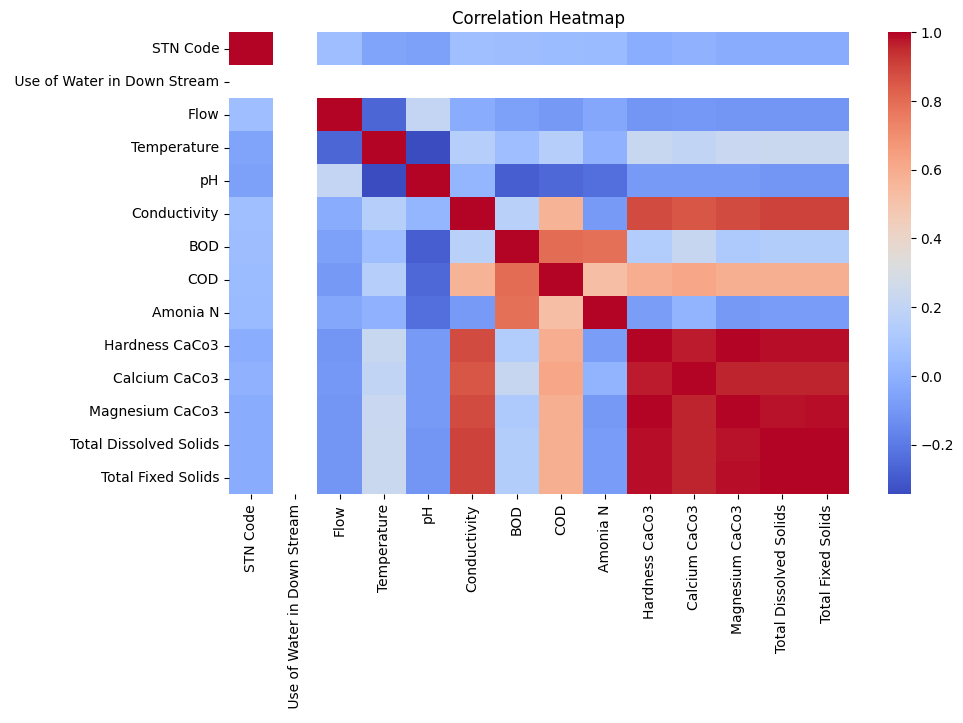 Correlation Heatmap
STN Code
Use of Water in Down Stream
Flow
Temperature
pH
Conductivity
BOD
COD
Amonia N
Hardness CaCo3
Calcium CaCo3
Magnesium CaCo3
Total Dissolved Solids
Total Fixed Solids
STN Code
Use of Water in Down Stream
Flow
Temperature
pH
Conductivity
BOD
COD
Amonia N
Hardness CaCo3
Calcium CaCo3
Magnesium CaCo3
Total Dissolved Solids
Total Fixed Solids
1.0
0.8
0.6
0.4
0.2
0.0
−0.2